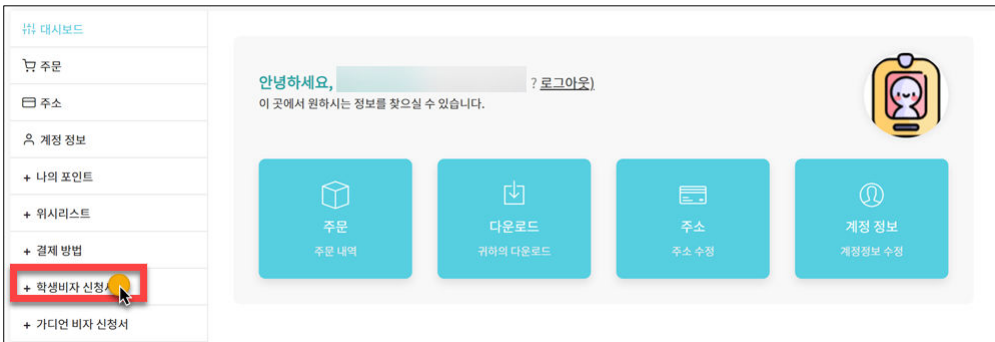 대시보드
주문
주소
계정 정보
+ 나의 포인트
+ 위시리스트
+ 결제 방법
+ 학생비자 신청
+ 가디언 비자 신청서
안녕하세요, ? 로그아웃)
이 곳에서 원하시는 정보를 찾으실 수 있습니다.
주문
주문 내역
다운로드
귀하의 다운로드
주소
주소 수정
계정 정보
계정정보 수정